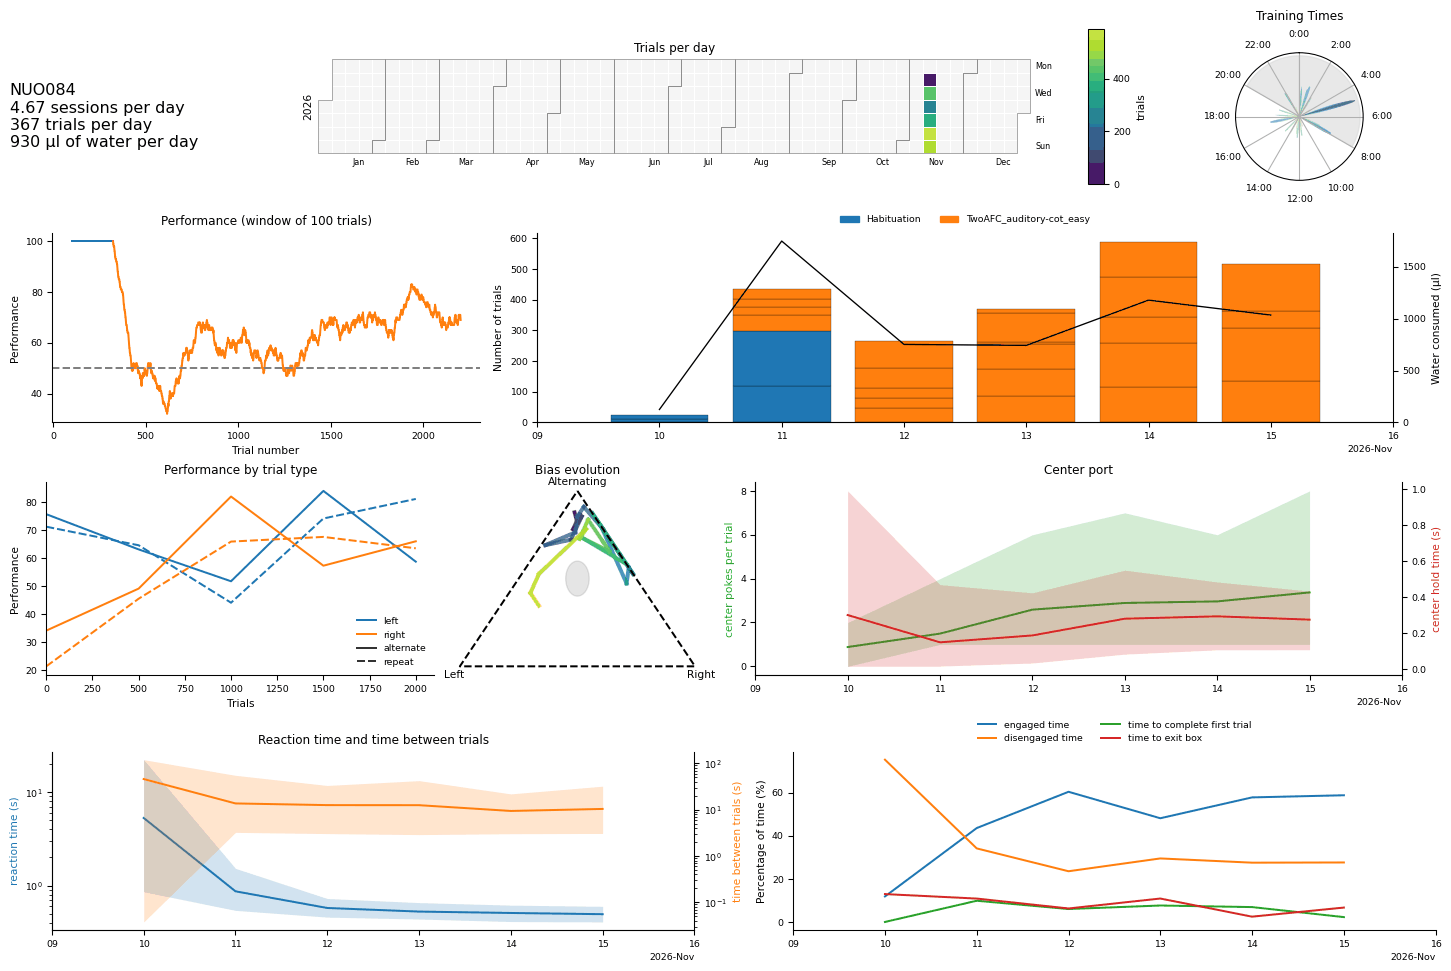 NUO084
4.67 sessions per day
367 trials per day
930 µl of water per day
Trials per day
2026
Mon
Wed
Fri
Sun
Jan
Feb
Mar
Apr
May
Jun
Jul
Aug
Sep
Oct
Nov
Dec
400
200
0
trials
Training Times
0:00
2:00
4:00
6:00
8:00
10:00
12:00
14:00
16:00
18:00
20:00
22:00
Performance (window of 100 trials)
Performance
100
80
60
40
0
500
1000
1500
2000
Trial number
Habituation
TwoAFC_auditory-cot_easy
Number of trials
600
500
400
300
200
100
0
09
10
11
12
13
14
15
16
2026-Nov
1500
1000
500
0
Water consumed (µl)
Performance by trial type
Performance
80
70
60
50
40
30
20
0
250
500
750
1000
1250
1500
1750
2000
Trials
left
right
alternate
repeat
Bias evolution
Alternating
Left
Right
Center port
center pokes per trial
8
6
4
2
0
09
10
11
12
13
14
15
16
2026-Nov
1.0
0.8
0.6
0.4
0.2
0.0
center hold time (s)
Reaction time and time between trials
reaction time (s)
10¹
10⁰
09
10
11
12
13
14
15
16
2026-Nov
10²
10¹
10⁰
10⁻¹
time between trials (s)
engaged time
disengaged time
time to complete first trial
time to exit box
Percentage of time (%)
60
40
20
0
09
10
11
12
13
14
15
16
2026-Nov